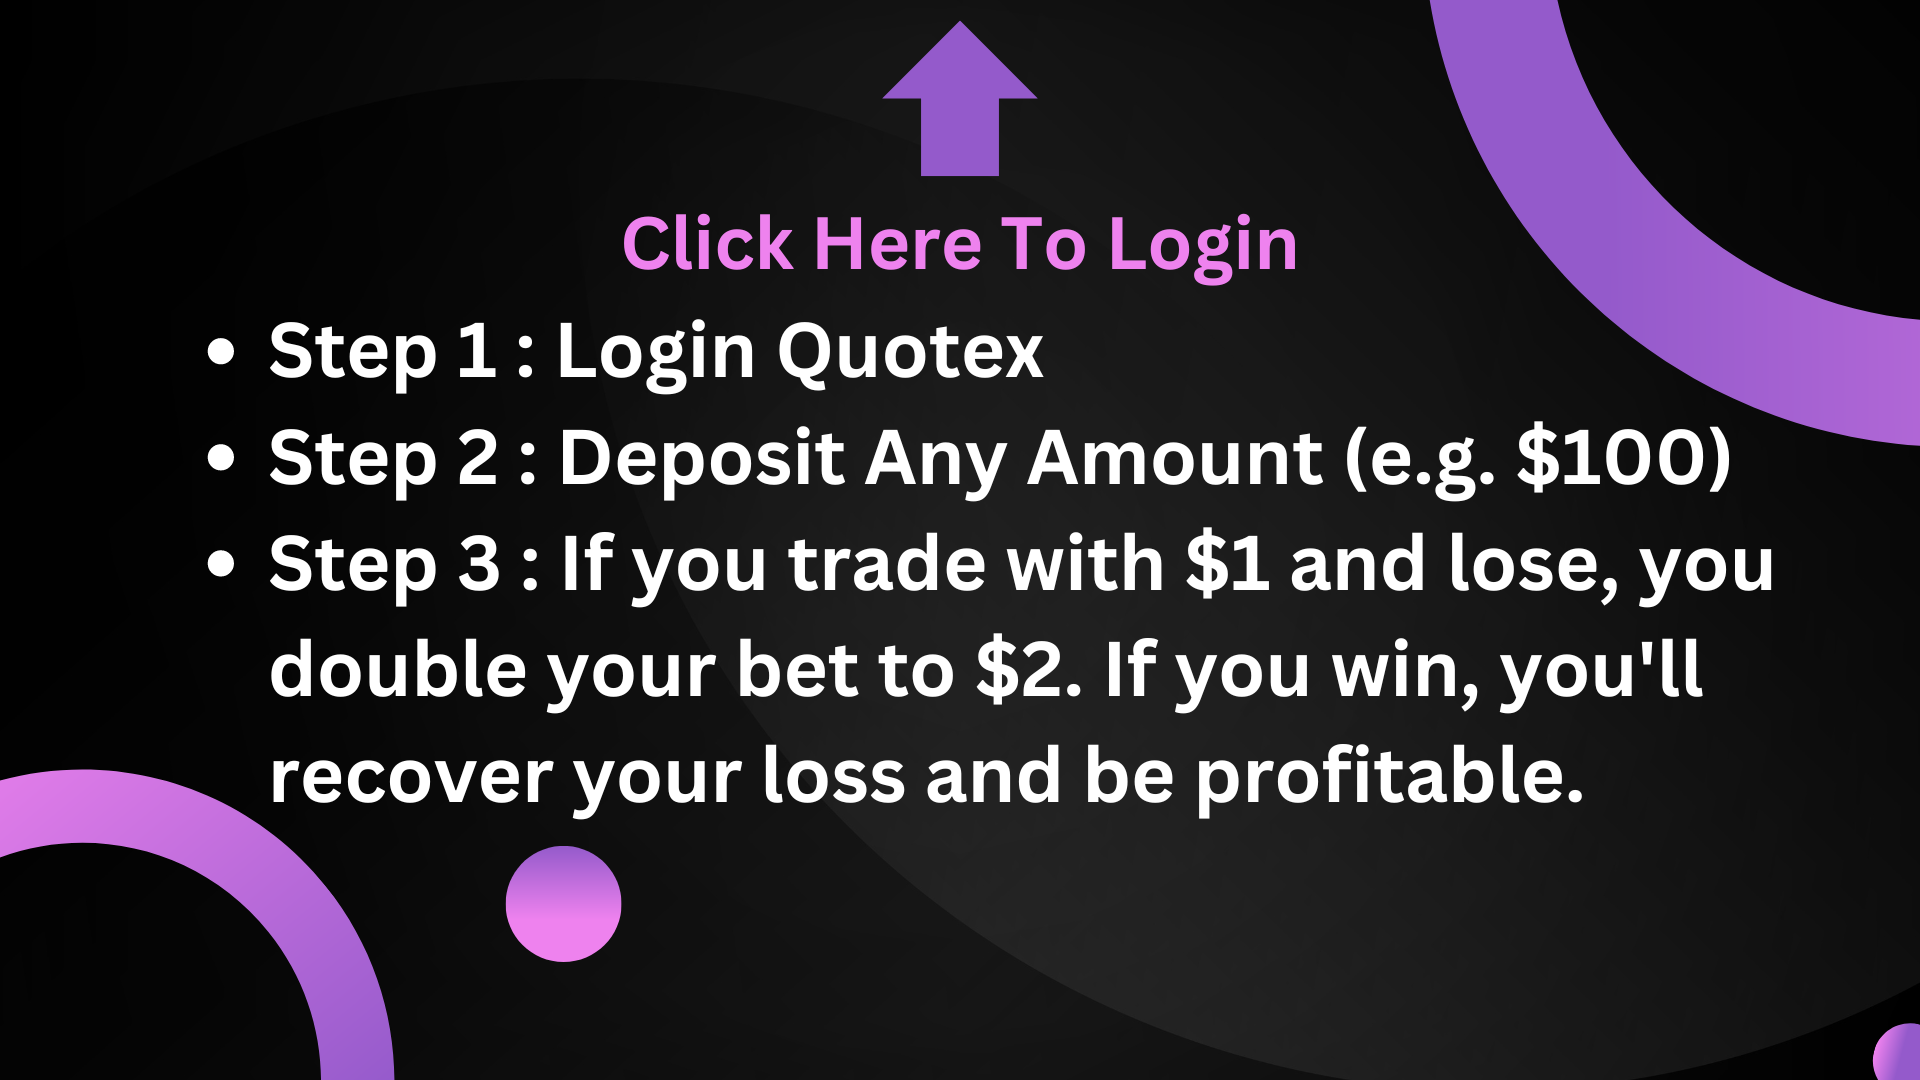 Click Here To Login
• Step 1 : Login Quotex
• Step 2 : Deposit Any Amount (e.g. $100)
• Step 3 : If you trade with $1 and lose, you
double your bet to $2. If you win, you'll
recover your loss and be profitable.